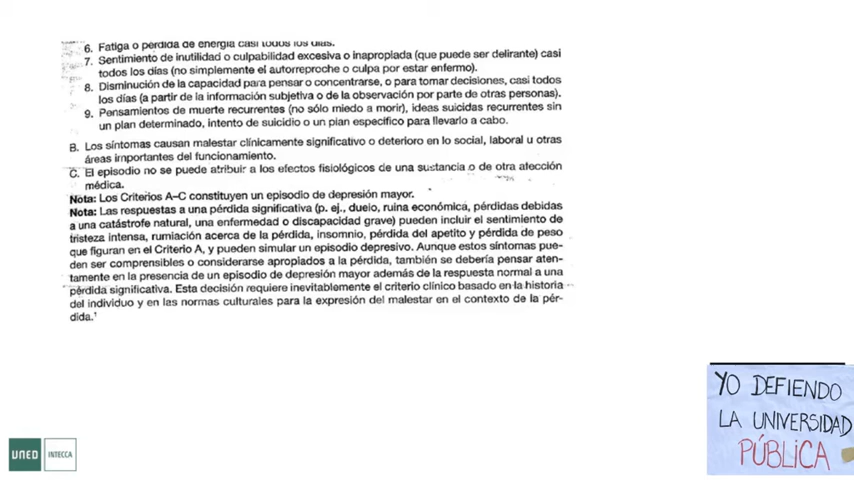 6. Fatiga o pérdida de energía casi todos los días.
7. Sentimiento de inutilidad o culpabilidad excesiva o inapropiada (que puede ser delirante) casi
todos los días (no simplemente el autorreproche o culpa por estar enfermo).
8. Disminución de la capacidad para pensar o concentrarse, o para tomar decisiones, casi todos
los días (a partir de la información subjetiva o de la observación por parte de otras personas).
9. Pensamientos de muerte recurrentes (no sólo miedo a morir), ideas suicidas recurrentes sin
un plan determinado, intento de suicidio o un plan específico para llevarlo a cabo.
B. Los síntomas causan malestar clínicamente significativo o deterioro en lo social, laboral u otras
áreas importantes del funcionamiento.
C. El episodio no se puede atribuir a los efectos fisiológicos de una sustancia o de otra afección
médica.
Nota: Los Criterios A–C constituyen un episodio de depresión mayor.
Nota: Las respuestas a una pérdida significativa (p. ej., duelo, ruina económica, pérdidas debidas
a una catástrofe natural, una enfermedad o discapacidad grave) pueden incluir el sentimiento de
tristeza intensa, rumiación acerca de la pérdida, insomnio, pérdida del apetito y pérdida de peso
que figuran en el Criterio A, y pueden simular un episodio depresivo. Aunque estos síntomas pue-
den ser comprensibles o considerarse apropiados a la pérdida, también se debería pensar aten-
tamente en la presencia de un episodio de depresión mayor además de la respuesta normal a una
pérdida significativa. Esta decisión requiere inevitablemente el criterio clínico basado en la historia
del individuo y en las normas culturales para la expresión del malestar en el contexto de la pér-
dida.¹
YO DEFIENDO
LA UNIVERSIDAD
PÚBLICA
UNED INTECCA